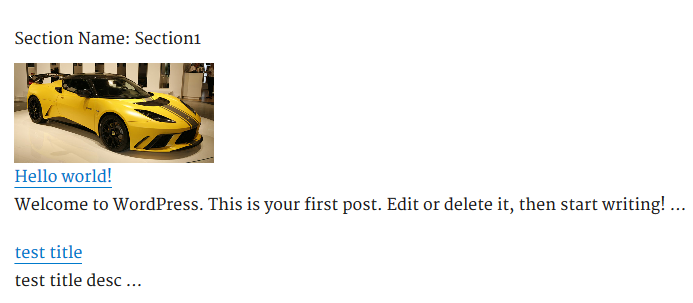 Section Name: Section1
Hello world!
Welcome to WordPress. This is your first post. Edit or delete it, then start writing! …
test title
test title desc …